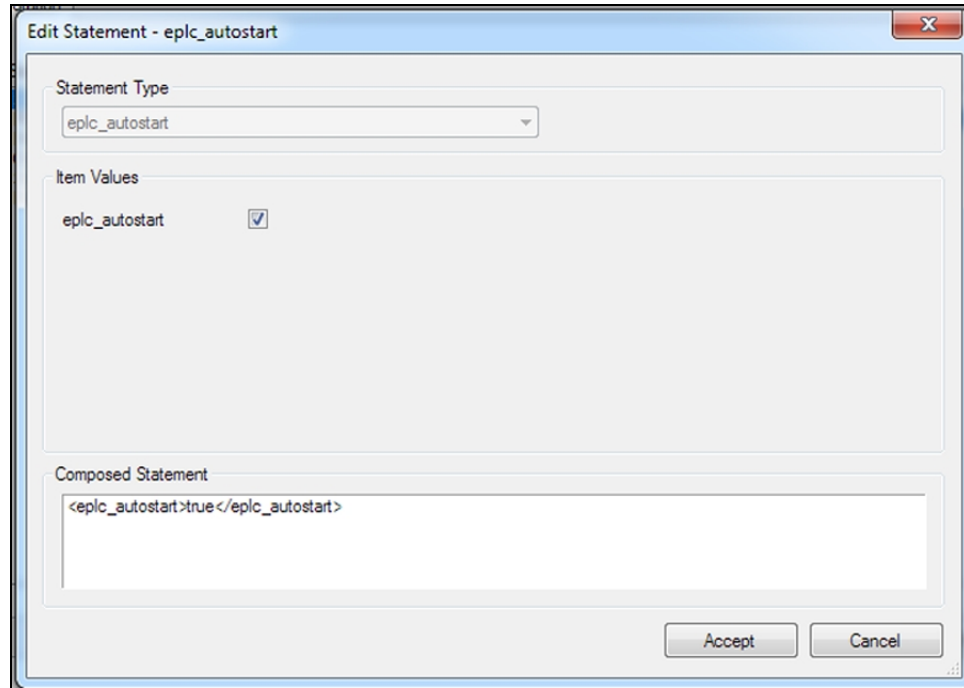 Edit Statement - eplc_autostart
Statement Type
eplc_autostart
Item Values
eplc_autostart
Composed Statement
<eplc_autostart>true</eplc_autostart>
Accept
Cancel